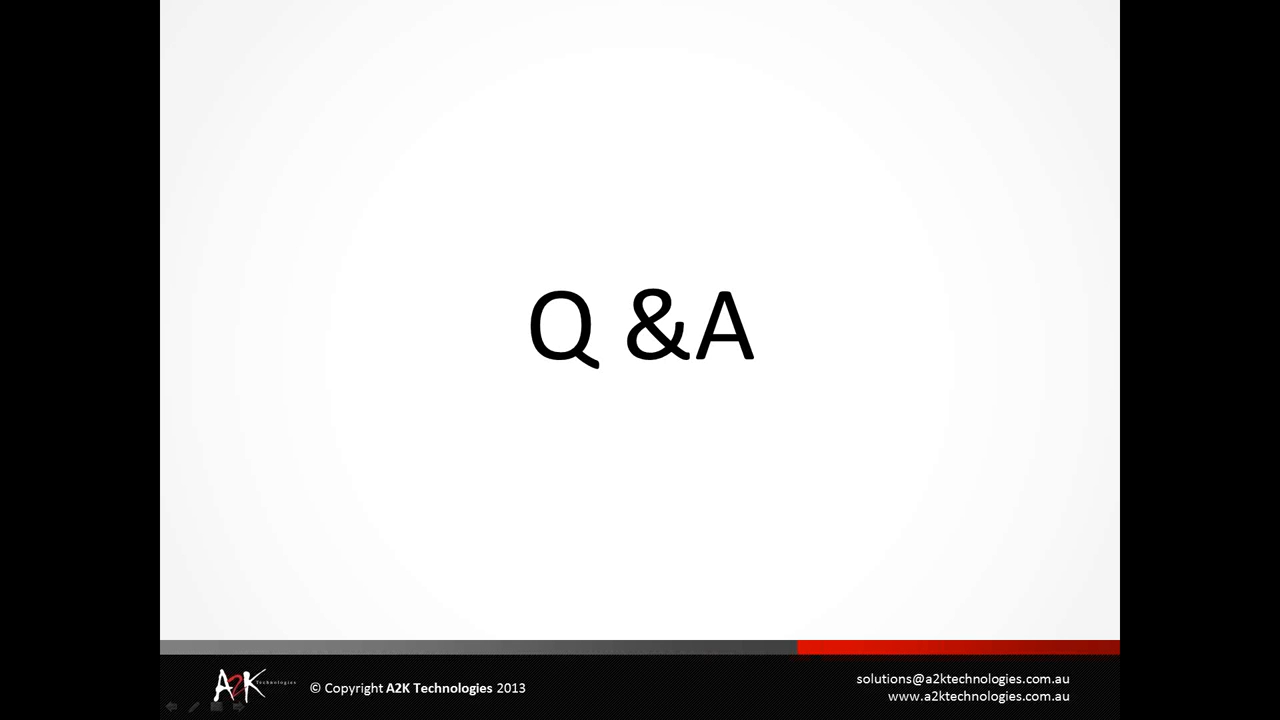 Q &A
A2K Technologies
© Copyright A2K Technologies 2013
solutions@a2ktechnologies.com.au
www.a2ktechnologies.com.au